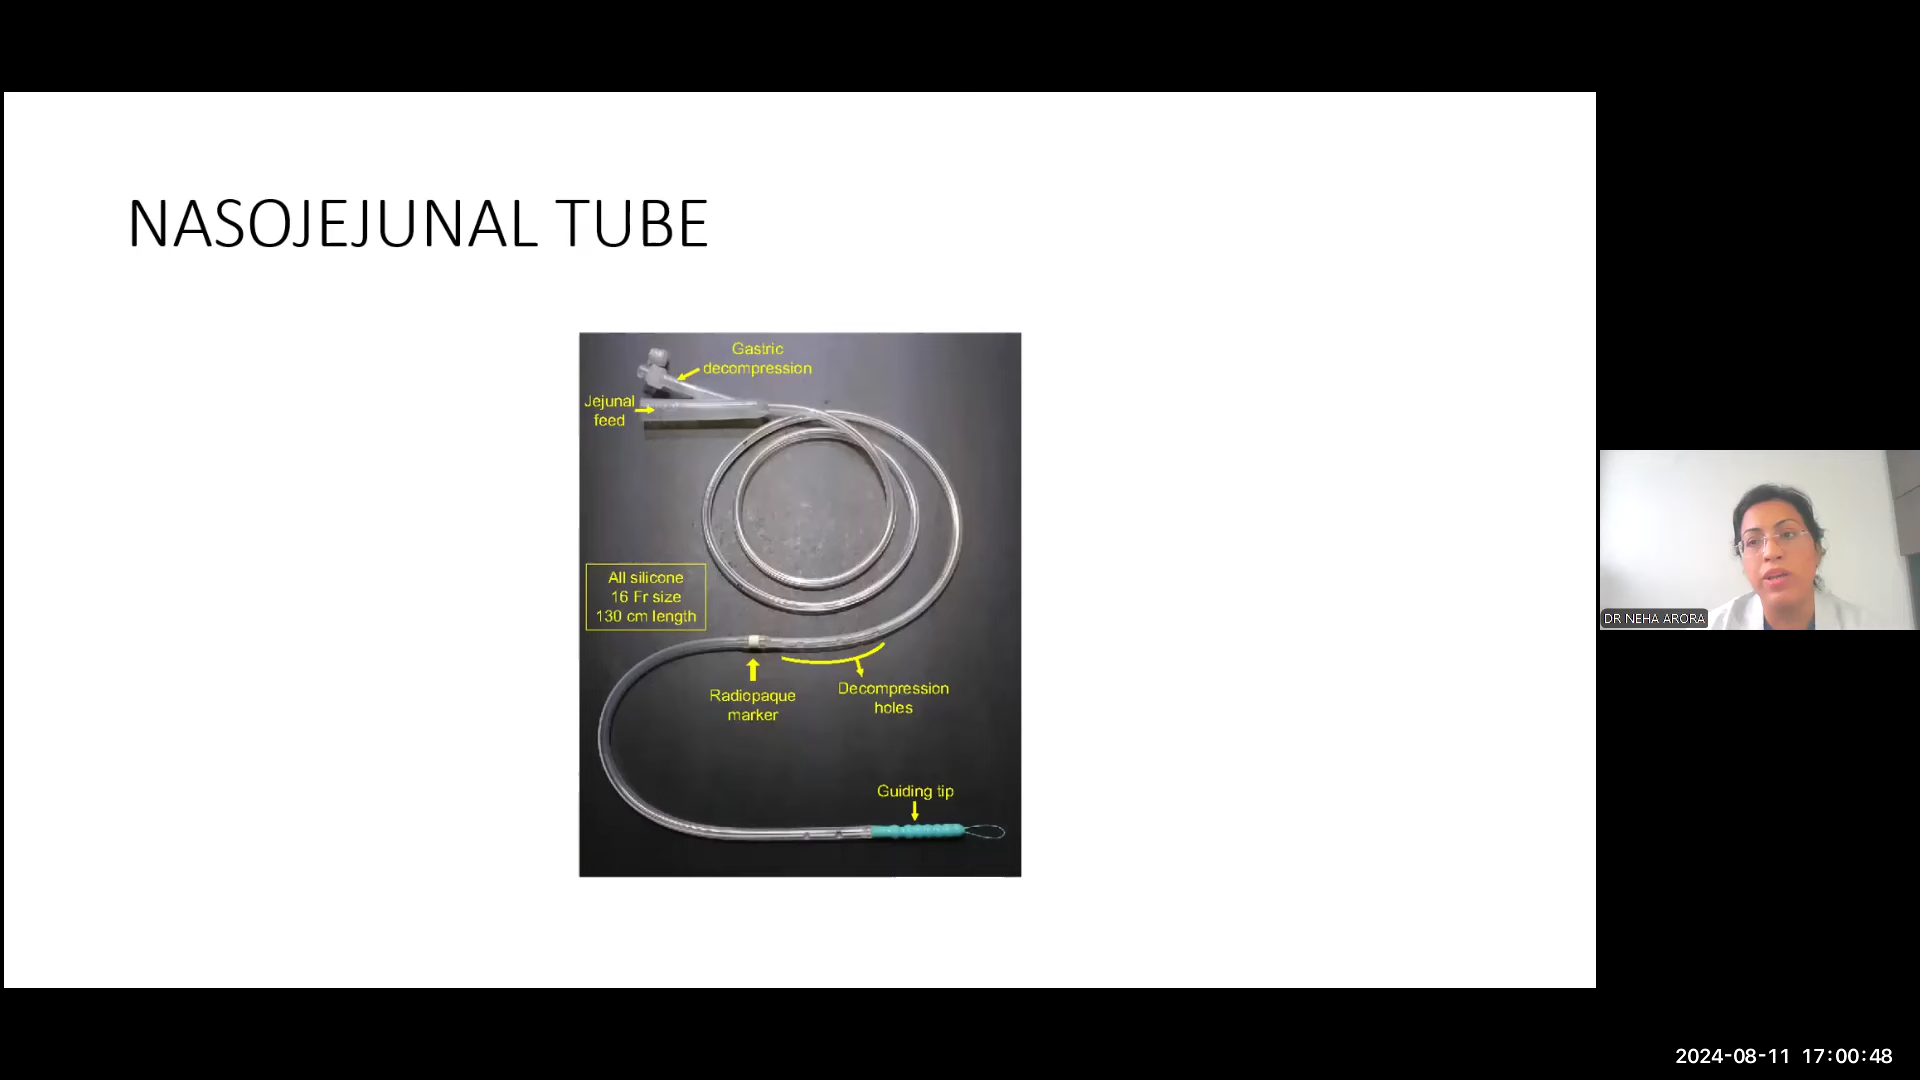 NASOJEJUNAL TUBE
Gastric
decompression
Jejunal
feed
All silicone
16 Fr size
130 cm length
Radiopaque
marker
Decompression
holes
Guiding tip
DR NEHA ARORA
2024-08-11 17:00:48